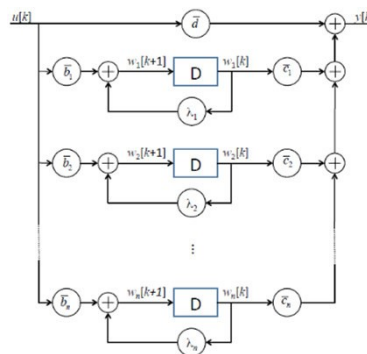 u[k] d̅ y[k]
w₁[k+1] w₁[k]
b̅₁ D c̅₁
λ₁
w₂[k+1] w₂[k]
b̅₂ D c̅₂
λ₂
⋮
wₙ[k+1] wₙ[k]
b̅ₙ D c̅ₙ
λₙ